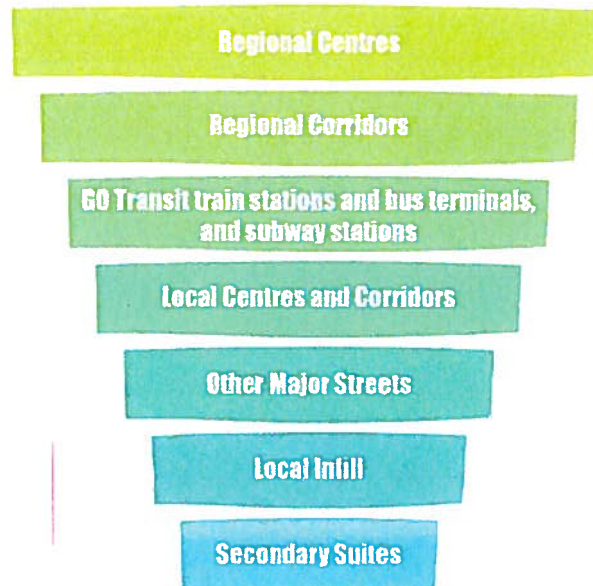 Regional Centres
Regional Corridors
GO Transit train stations and bus terminals,
and subway stations
Local Centres and Corridors
Other Major Streets
Local Infill
Secondary Suites